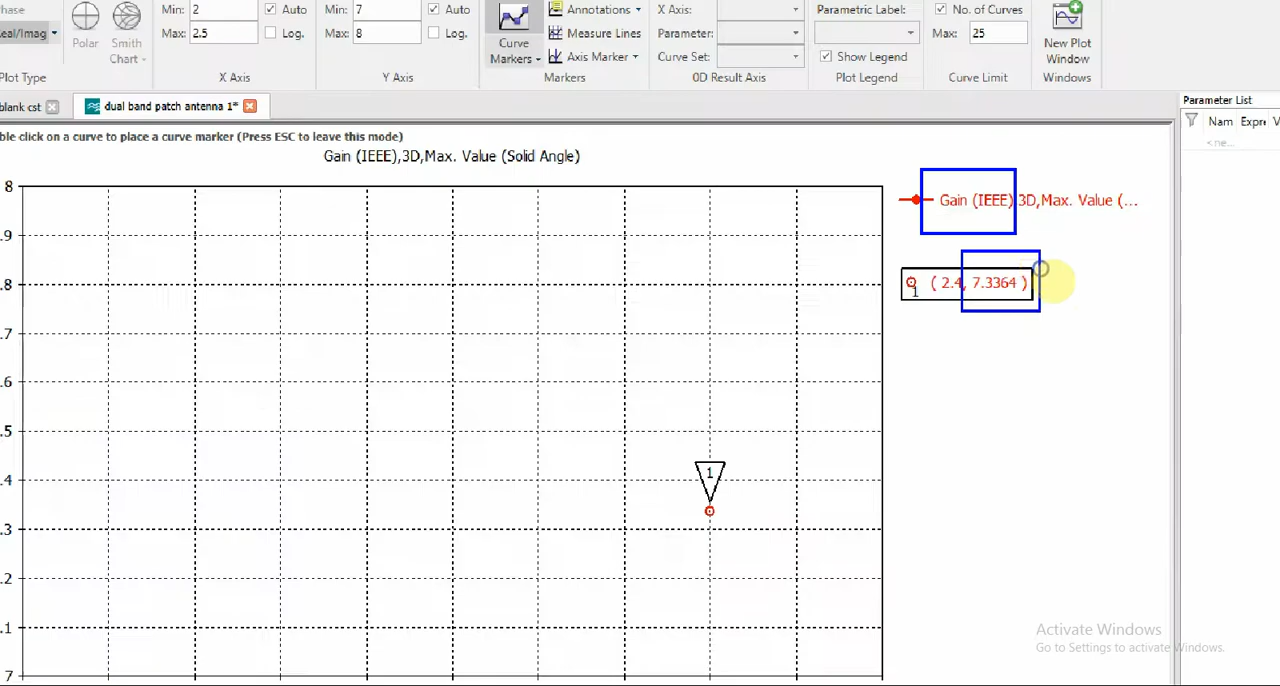 hase Min: 2 Auto Min: 7 Auto Annotations X Axis: Parametric Label: No. of Curves
eal/Imag Polar Smith Chart Max: 2.5 Log. Max: 8 Log. Curve Markers Measure Lines Parameter: Max: 25 New Plot Window
Axis Marker Curve Set: Show Legend
Plot Type X Axis Y Axis Markers 0D Result Axis Plot Legend Curve Limit Windows
blank cst dual band patch antenna 1* Parameter List
Nam Expre V
<ne...
ble click on a curve to place a curve marker (Press ESC to leave this mode)
Gain (IEEE),3D,Max. Value (Solid Angle)
8
.9
.8
.7
.6
.5
.4
.3
.2
.1
7
Gain (IEEE),3D,Max. Value (...
1 ( 2.4, 7.3364 )
1
Activate Windows
Go to Settings to activate Windows.